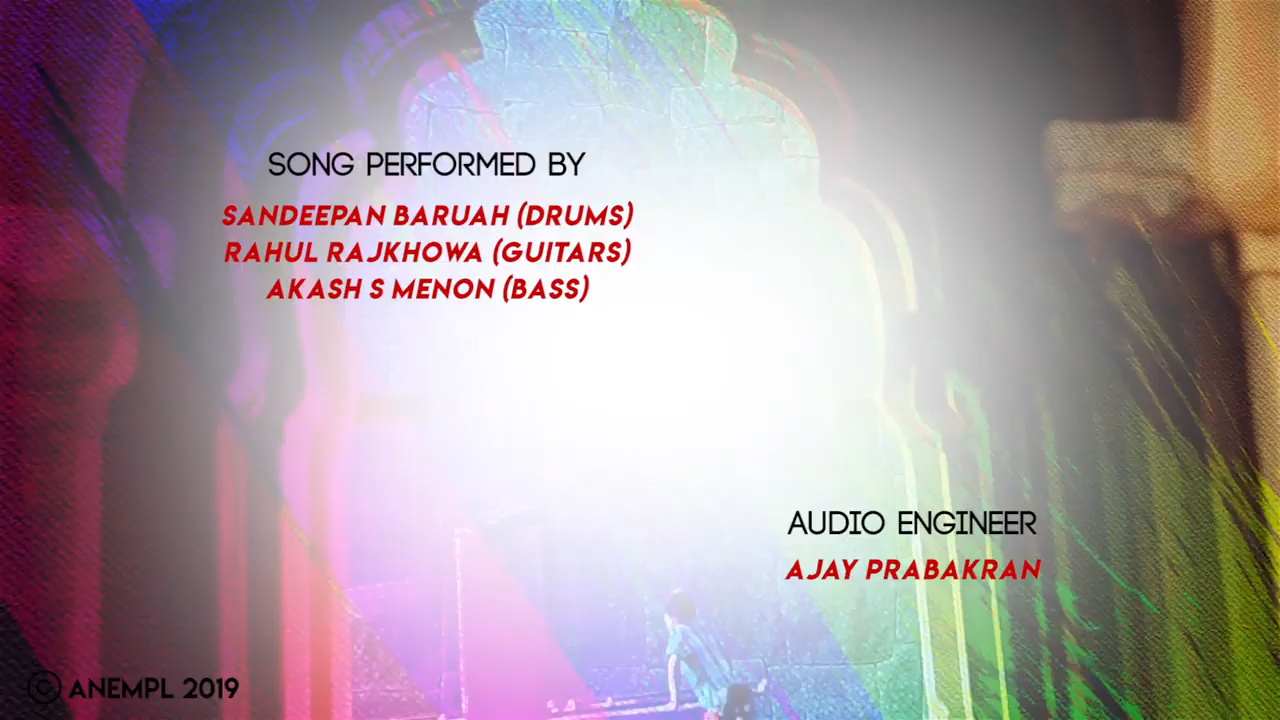 SONG PERFORMED BY
SANDEEPAN BARUAH (DRUMS)
RAHUL RAJKHOWA (GUITARS)
AKASH S MENON (BASS)
AUDIO ENGINEER
AJAY PRABAKRAN
© ANEMPL 2019